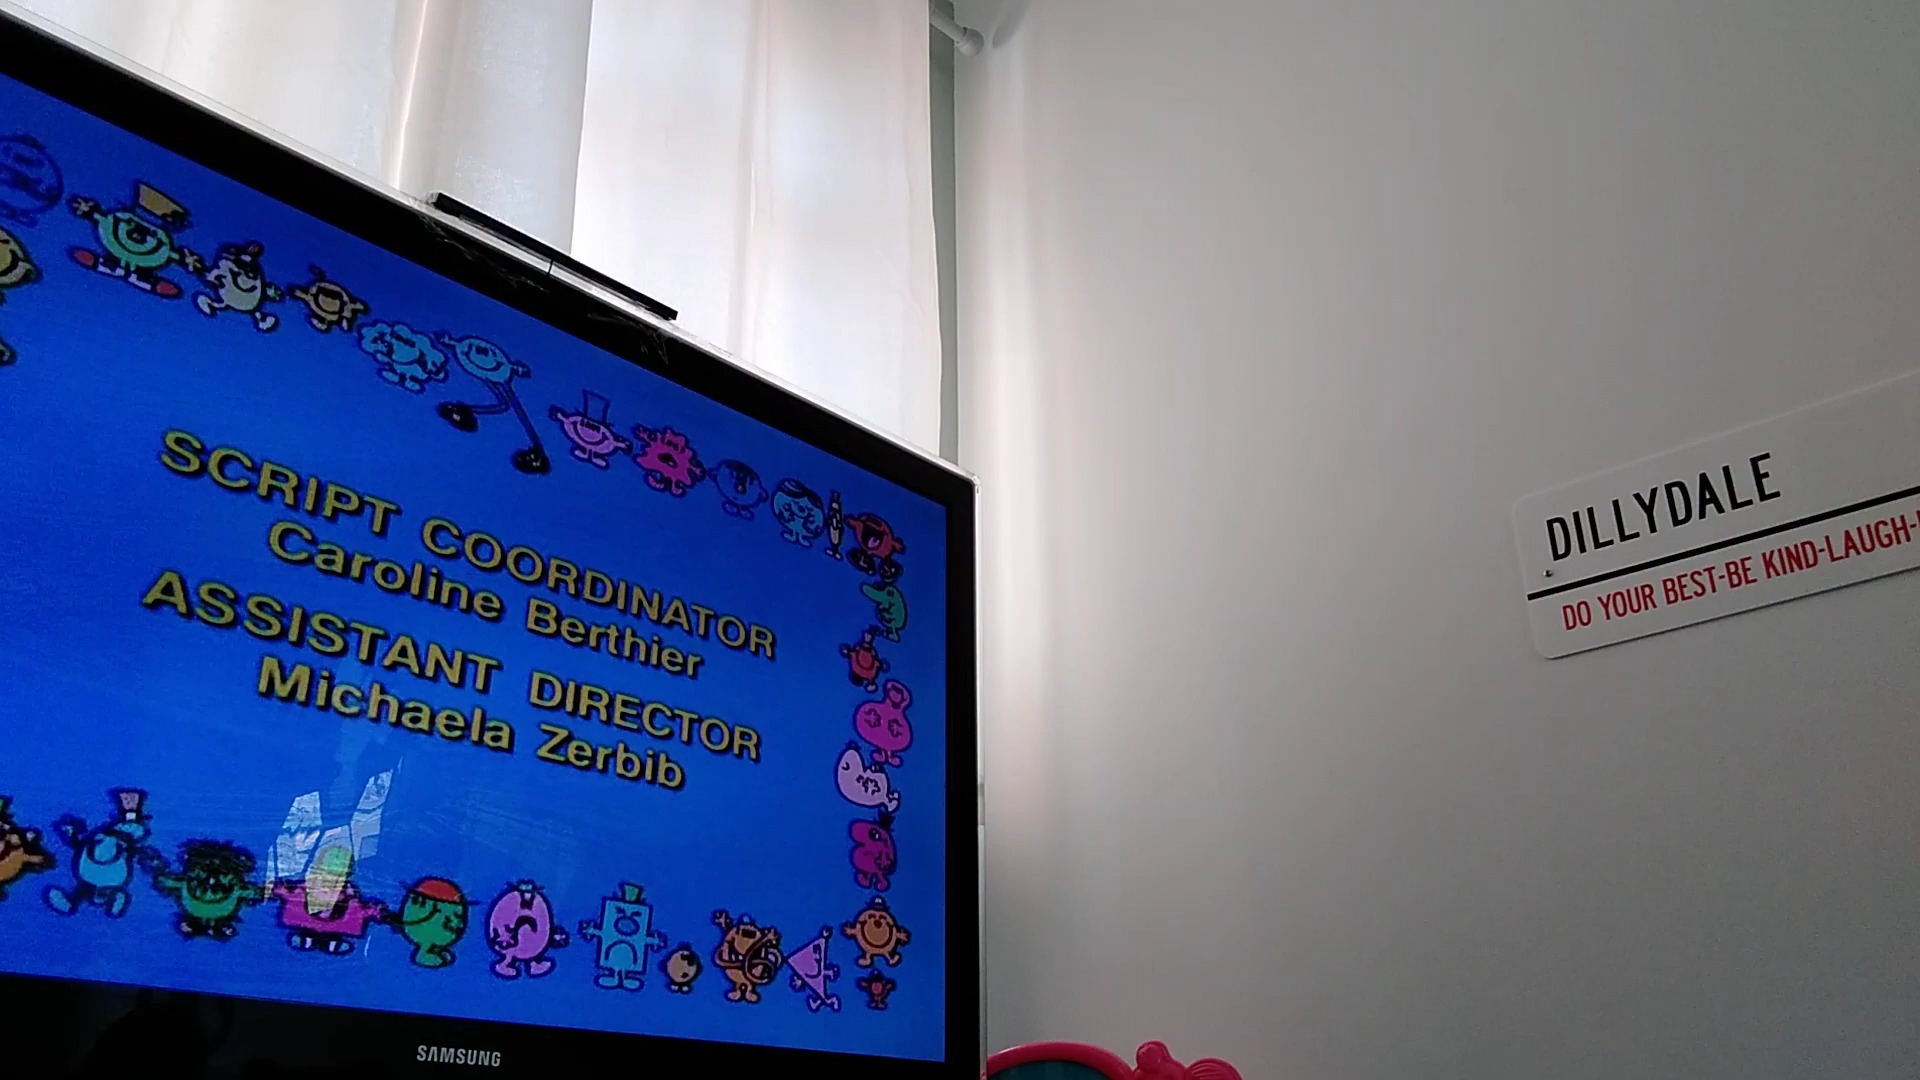 SCRIPT COORDINATOR
Caroline Berthier
ASSISTANT DIRECTOR
Michaela Zerbib
SAMSUNG
DILLYDALE
DO YOUR BEST-BE KIND-LAUGH-